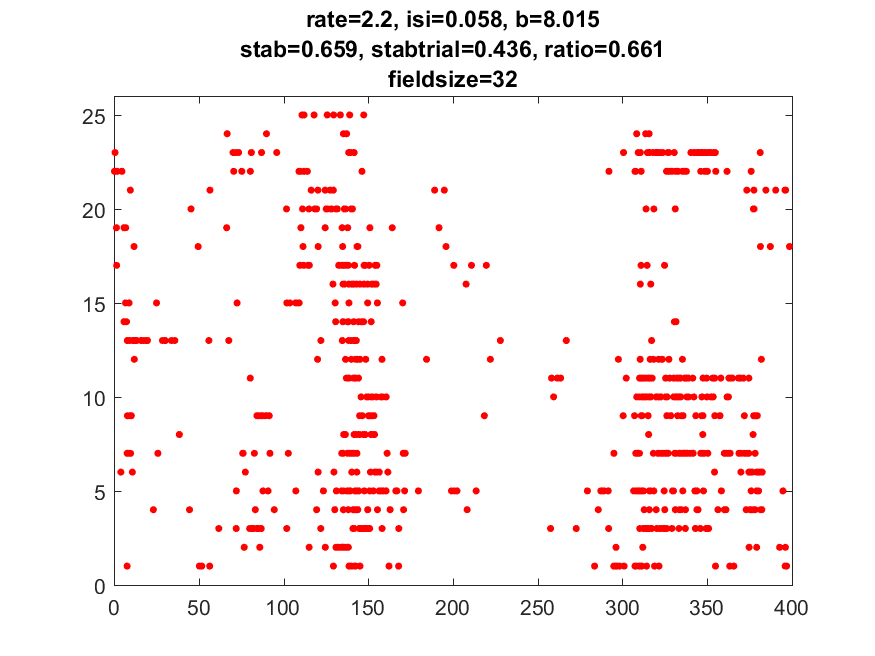 rate=2.2, isi=0.058, b=8.015
stab=0.659, stabtrial=0.436, ratio=0.661
fieldsize=32
25
20
15
10
5
0
0 50 100 150 200 250 300 350 400